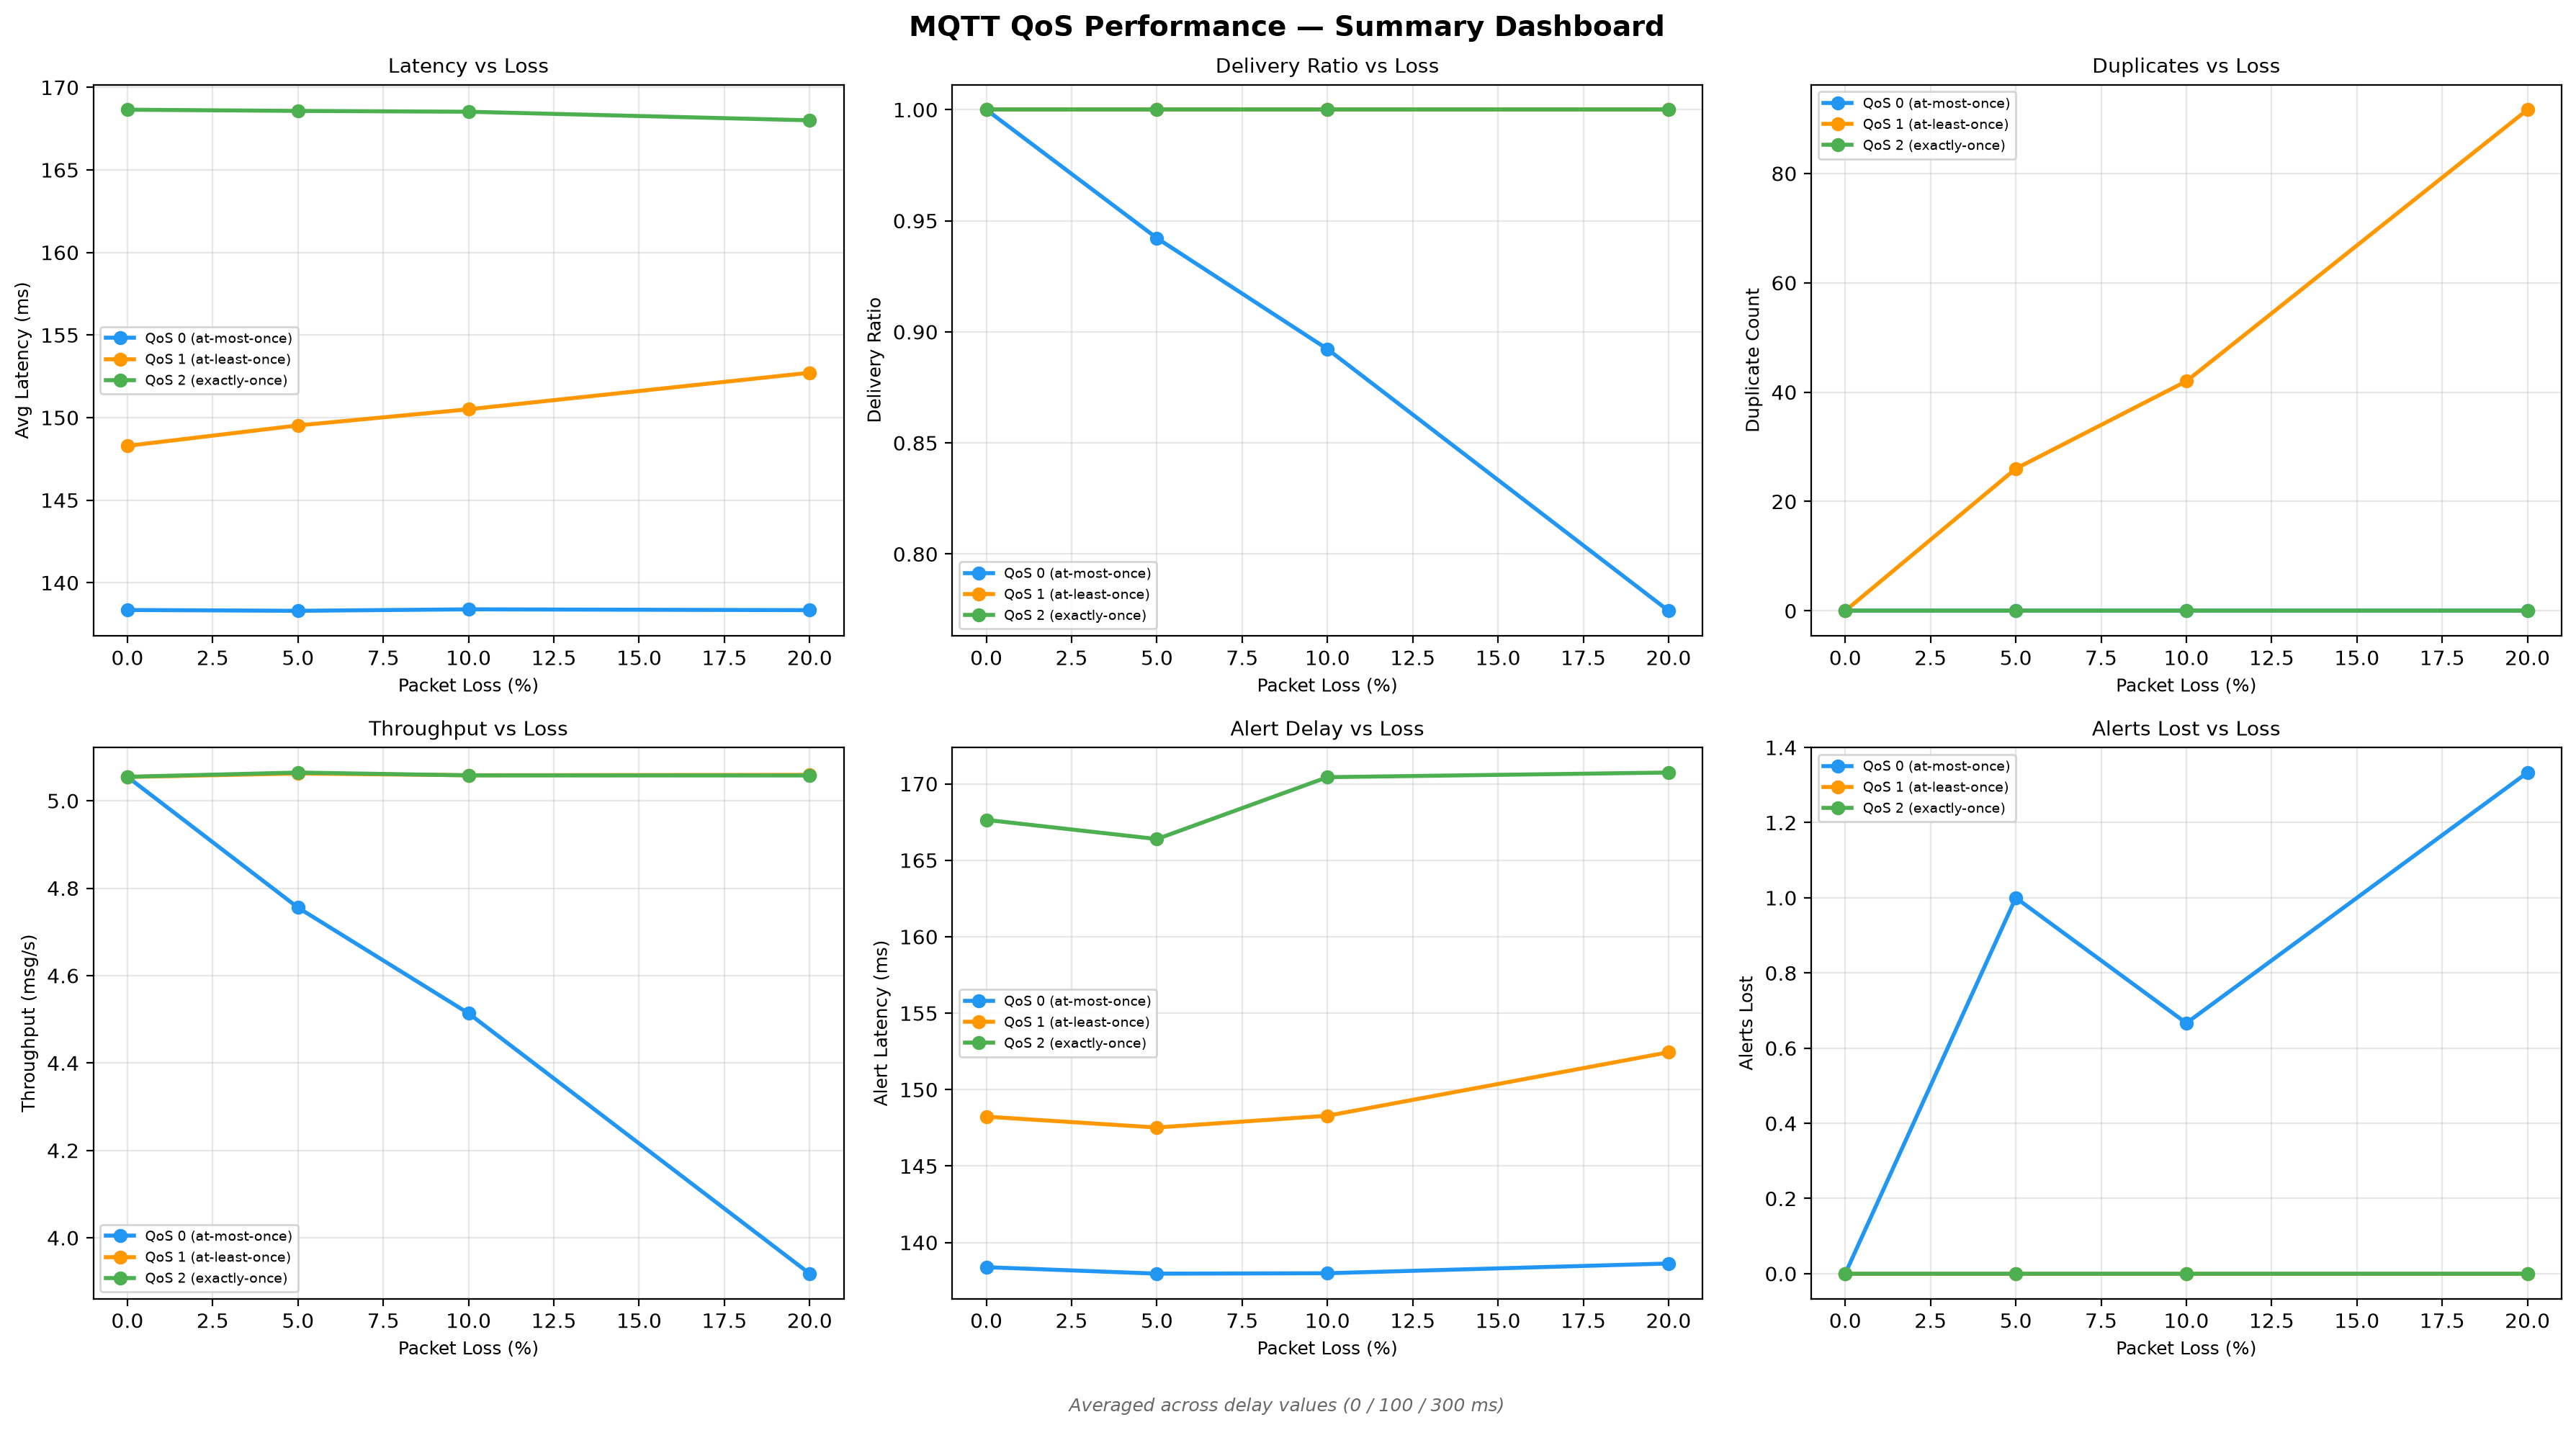 MQTT QoS Performance — Summary Dashboard
Latency vs Loss
170
165
160
155
150
145
140
Avg Latency (ms)
QoS 0 (at-most-once)
QoS 1 (at-least-once)
QoS 2 (exactly-once)
0.0 2.5 5.0 7.5 10.0 12.5 15.0 17.5 20.0
Packet Loss (%)
Delivery Ratio vs Loss
1.00
0.95
0.90
0.85
0.80
Delivery Ratio
QoS 0 (at-most-once)
QoS 1 (at-least-once)
QoS 2 (exactly-once)
0.0 2.5 5.0 7.5 10.0 12.5 15.0 17.5 20.0
Packet Loss (%)
Duplicates vs Loss
QoS 0 (at-most-once)
QoS 1 (at-least-once)
QoS 2 (exactly-once)
80
60
40
20
0
Duplicate Count
0.0 2.5 5.0 7.5 10.0 12.5 15.0 17.5 20.0
Packet Loss (%)
Throughput vs Loss
5.0
4.8
4.6
4.4
4.2
4.0
Throughput (msg/s)
QoS 0 (at-most-once)
QoS 1 (at-least-once)
QoS 2 (exactly-once)
0.0 2.5 5.0 7.5 10.0 12.5 15.0 17.5 20.0
Packet Loss (%)
Alert Delay vs Loss
170
165
160
155
150
145
140
Alert Latency (ms)
QoS 0 (at-most-once)
QoS 1 (at-least-once)
QoS 2 (exactly-once)
0.0 2.5 5.0 7.5 10.0 12.5 15.0 17.5 20.0
Packet Loss (%)
Alerts Lost vs Loss
QoS 0 (at-most-once)
QoS 1 (at-least-once)
QoS 2 (exactly-once)
1.4
1.2
1.0
0.8
0.6
0.4
0.2
0.0
Alerts Lost
0.0 2.5 5.0 7.5 10.0 12.5 15.0 17.5 20.0
Packet Loss (%)
Averaged across delay values (0 / 100 / 300 ms)